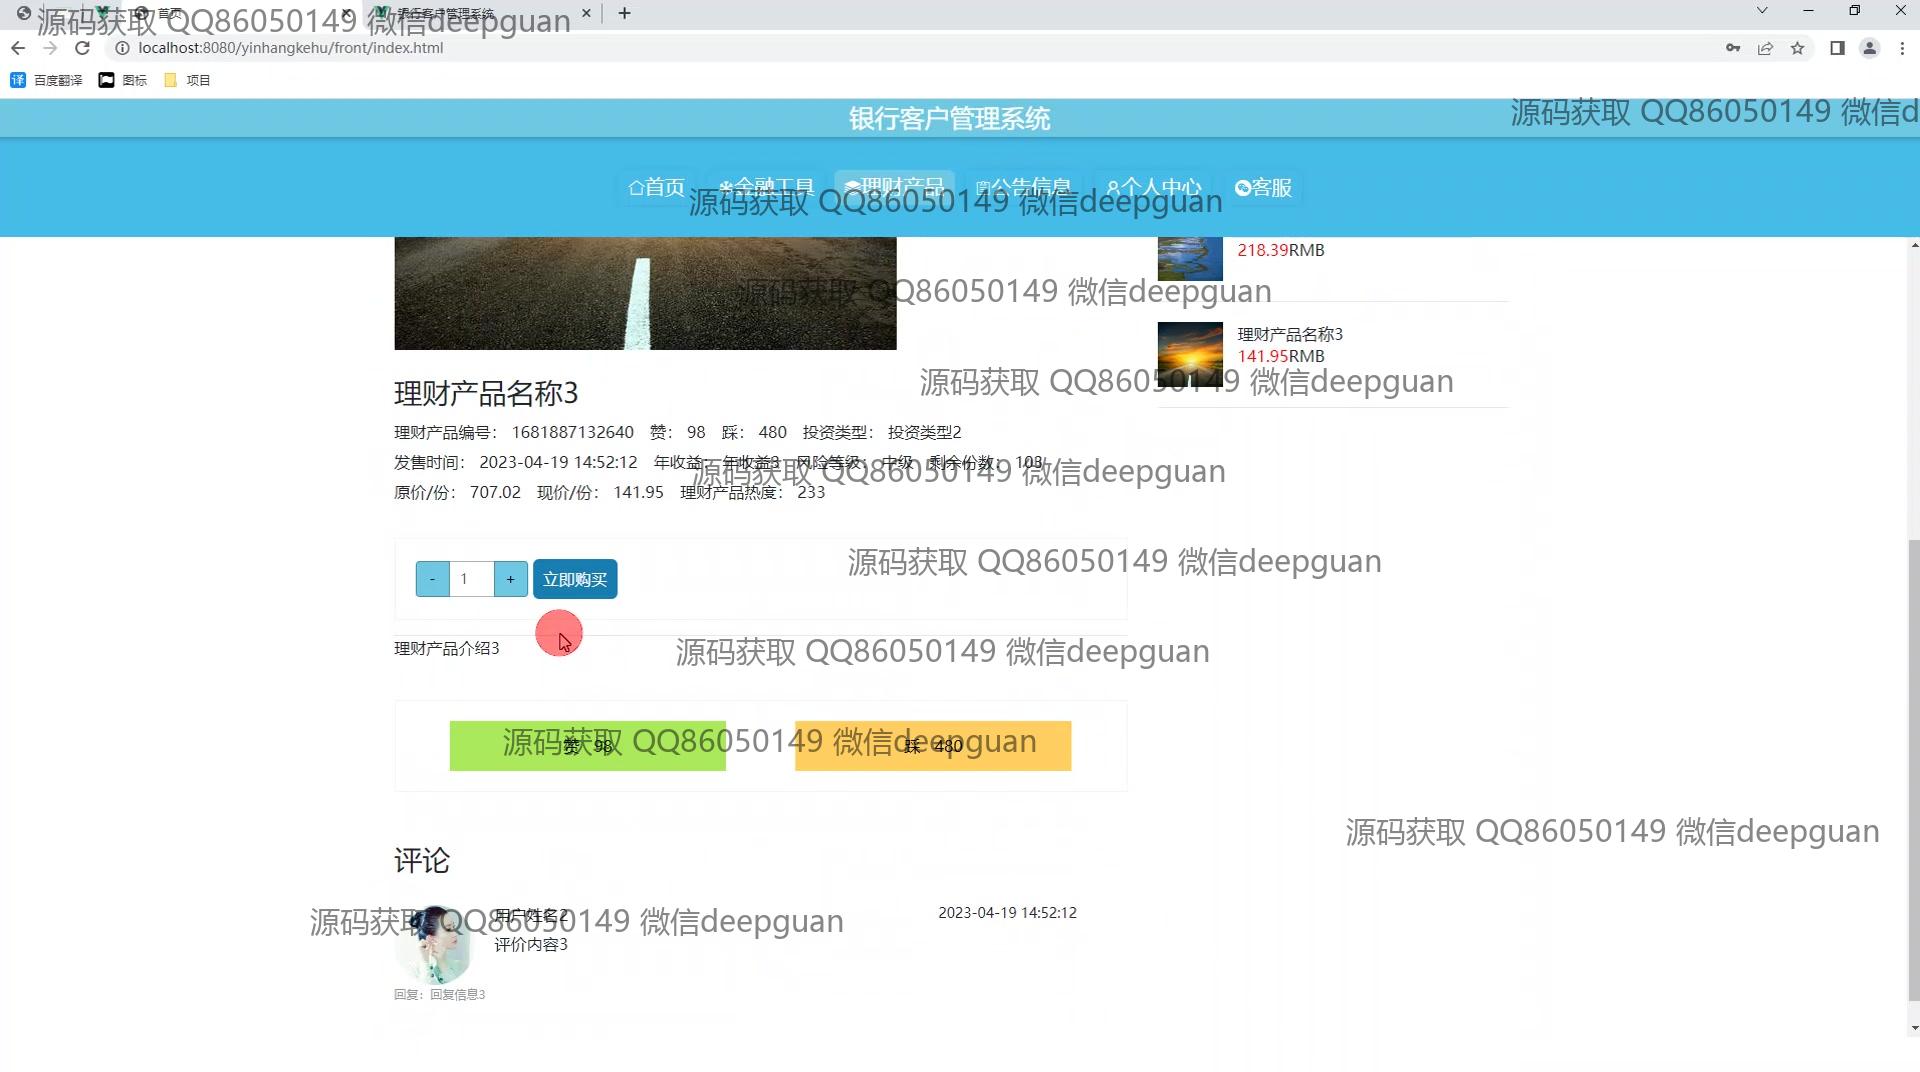 首页
银行客户管理系统
源码获取 QQ86050149 微信deepguan
localhost:8080/yinhangkehu/front/index.html
百度翻译 图标 项目
银行客户管理系统
源码获取 QQ86050149 微信d
首页 金融工具 理财产品 公告信息 个人中心 客服
源码获取 QQ86050149 微信deepguan
218.39RMB
源码获取 QQ86050149 微信deepguan
理财产品名称3
141.95RMB
源码获取 QQ86050149 微信deepguan
理财产品名称3
理财产品编号： 1681887132640 赞： 98 踩： 480 投资类型： 投资类型2
发售时间： 2023-04-19 14:52:12 年收益： 年收益3 风险等级： 中级 剩余份数： 103
源码获取 QQ86050149 微信deepguan
原价/份： 707.02 现价/份： 141.95 理财产品热度： 233
源码获取 QQ86050149 微信deepguan
- 1 + 立即购买
理财产品介绍3
源码获取 QQ86050149 微信deepguan
赞 98 踩 480
源码获取 QQ86050149 微信deepguan
源码获取 QQ86050149 微信deepguan
评论
用户姓名2 2023-04-19 14:52:12
源码获取 QQ86050149 微信deepguan
评价内容3
回复：回复信息3